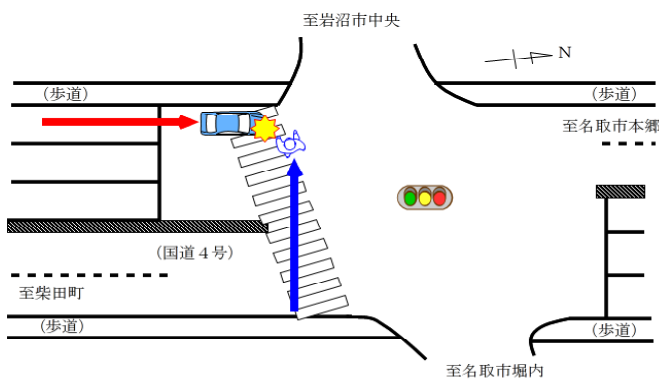 至岩沼市中央
N
(歩道)
(歩道)
至名取市本郷
(国道４号)
至柴田町
(歩道)
(歩道)
至名取市堀内